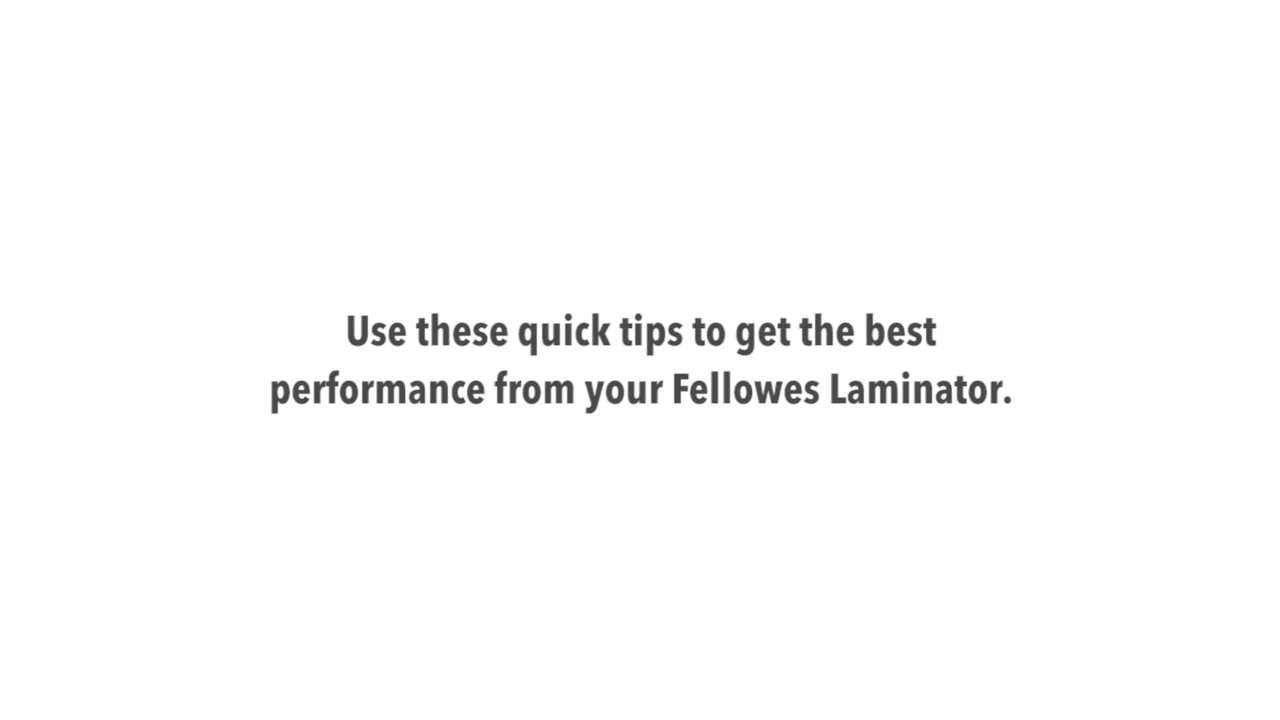 Use these quick tips to get the best
performance from your Fellowes Laminator.